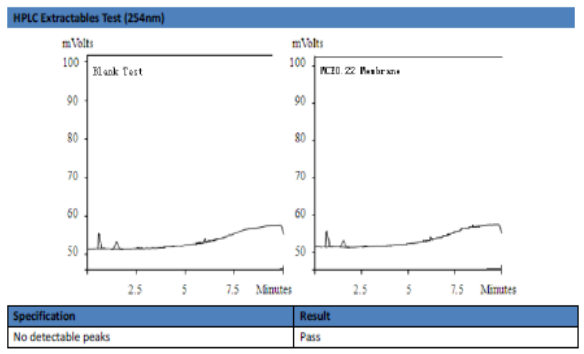 HPLC Extractables Test (254nm)
mVolts
100
Blank Test
90
80
70
60
50
2.5 5 7.5 Minutes
mVolts
100
MCE0.22 Membrane
90
80
70
60
50
2.5 5 7.5 Minutes
Specification Result
No detectable peaks Pass